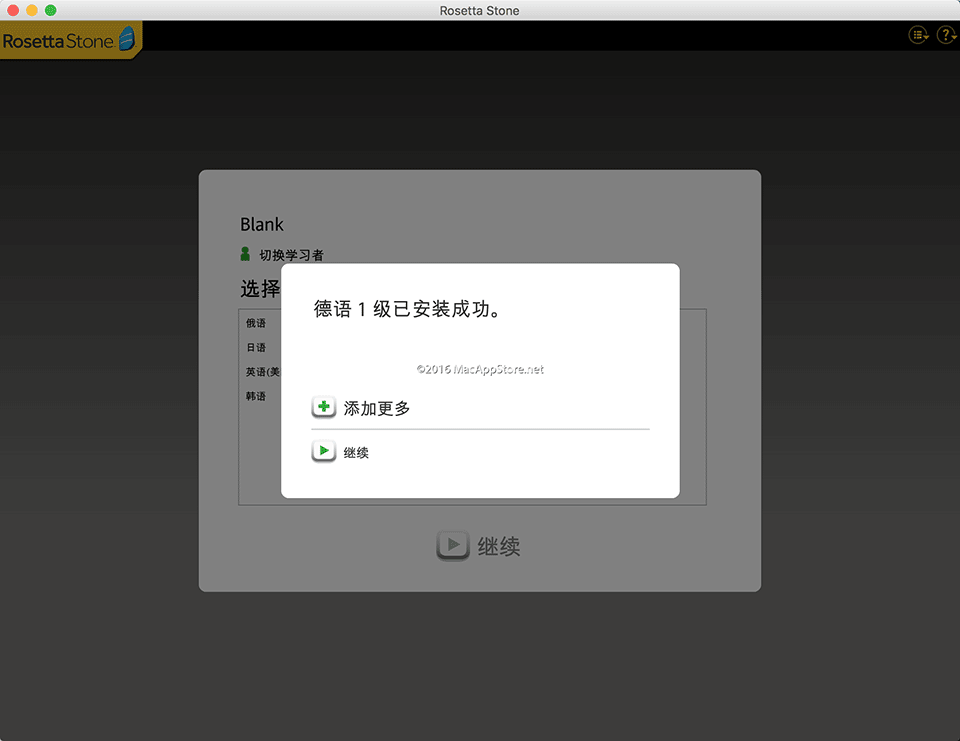 Rosetta Stone
RosettaStone
?
Blank
切换学习者
选择
俄语
日语
英语(美
韩语
德语 1 级已安装成功。
©2016 MacAppStore.net
添加更多
继续
继续